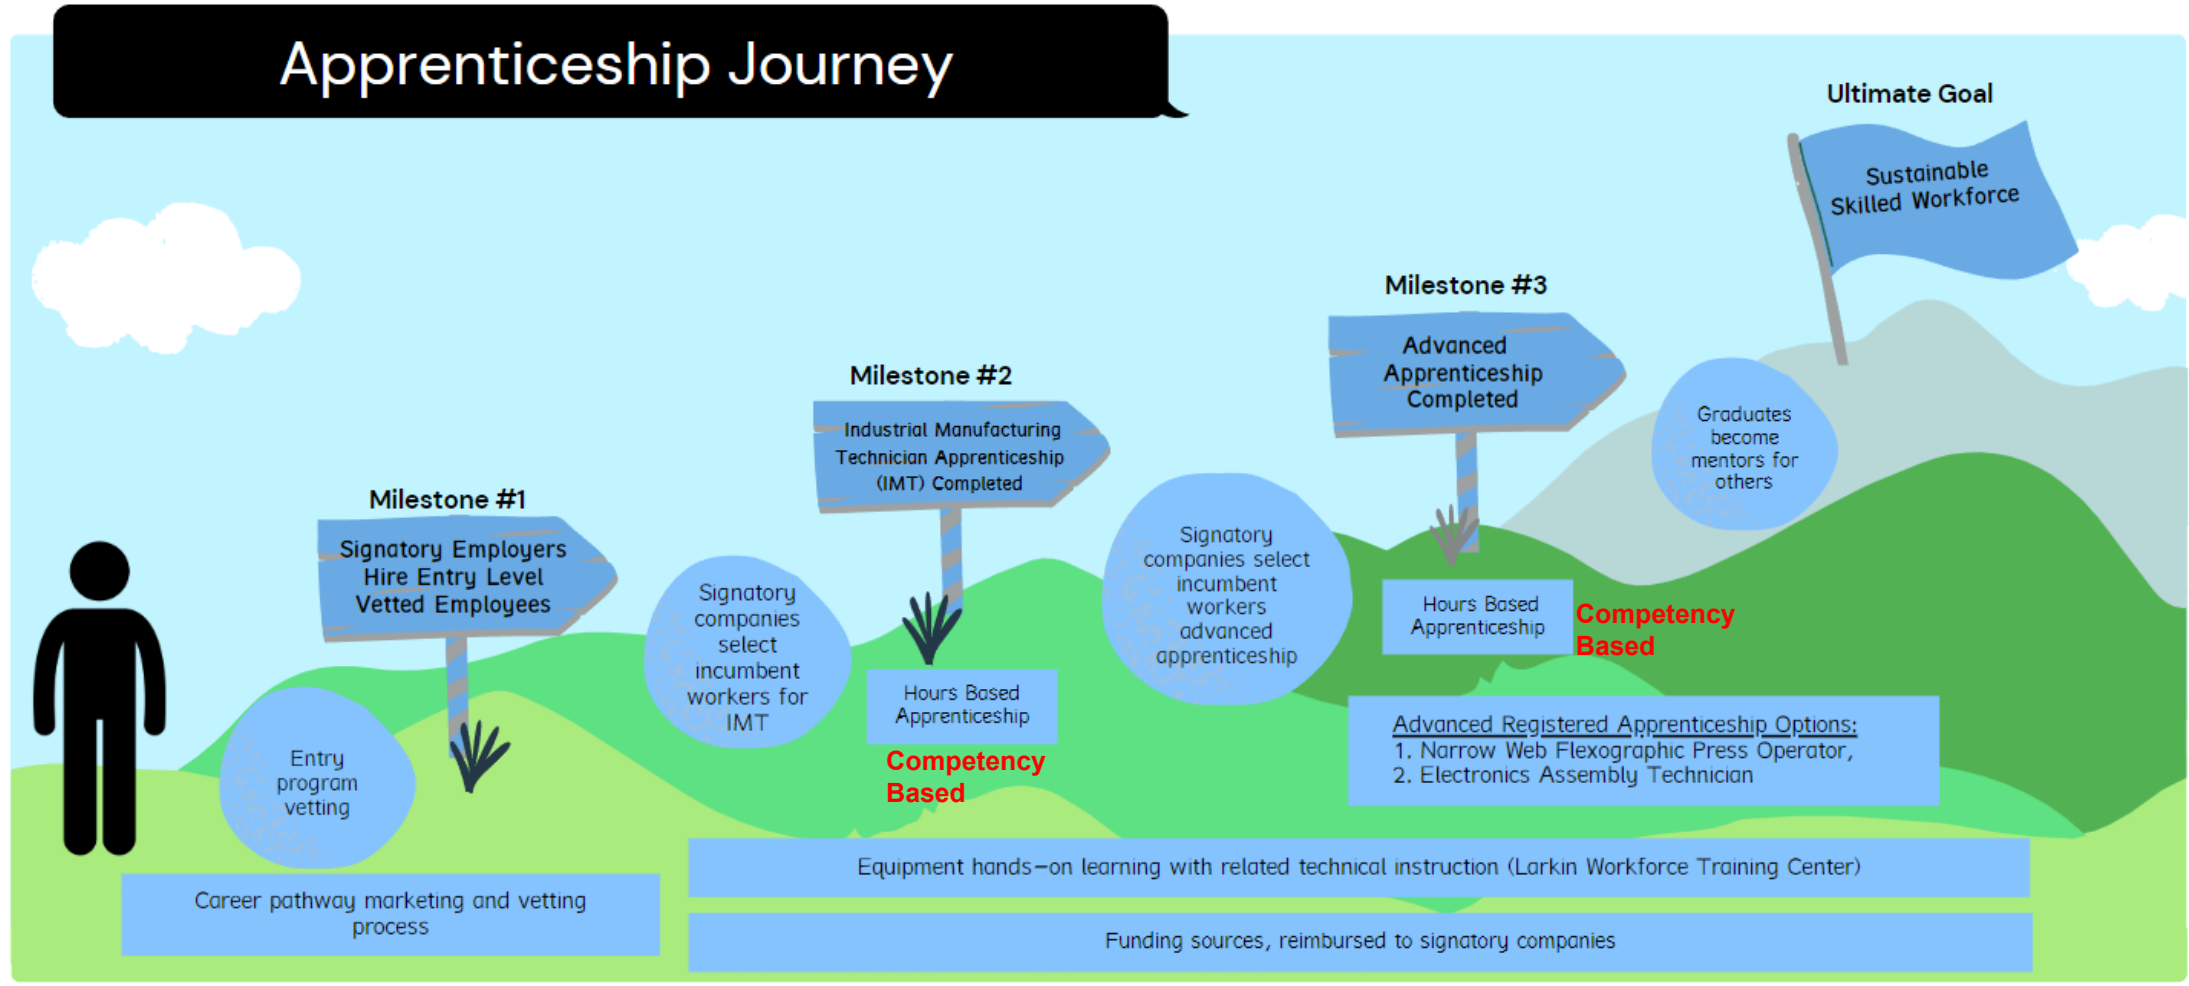 Apprenticeship Journey
Ultimate Goal
Sustainable
Skilled Workforce
Milestone #3
Advanced
Apprenticeship
Completed
Milestone #2
Industrial Manufacturing
Technician Apprenticeship
(IMT) Completed
Milestone #1
Signatory Employers
Hire Entry Level
Vetted Employees
Graduates
become
mentors for
others
Signatory
companies select
incumbent
workers
advanced
apprenticeship
Signatory
companies
select
incumbent
workers for
IMT
Hours Based
Apprenticeship
Competency
Based
Hours Based
Apprenticeship
Competency
Based
Entry
program
vetting
Advanced Registered Apprenticeship Options:
1. Narrow Web Flexographic Press Operator,
2. Electronics Assembly Technician
Career pathway marketing and vetting
process
Equipment hands-on learning with related technical instruction (Larkin Workforce Training Center)
Funding sources, reimbursed to signatory companies